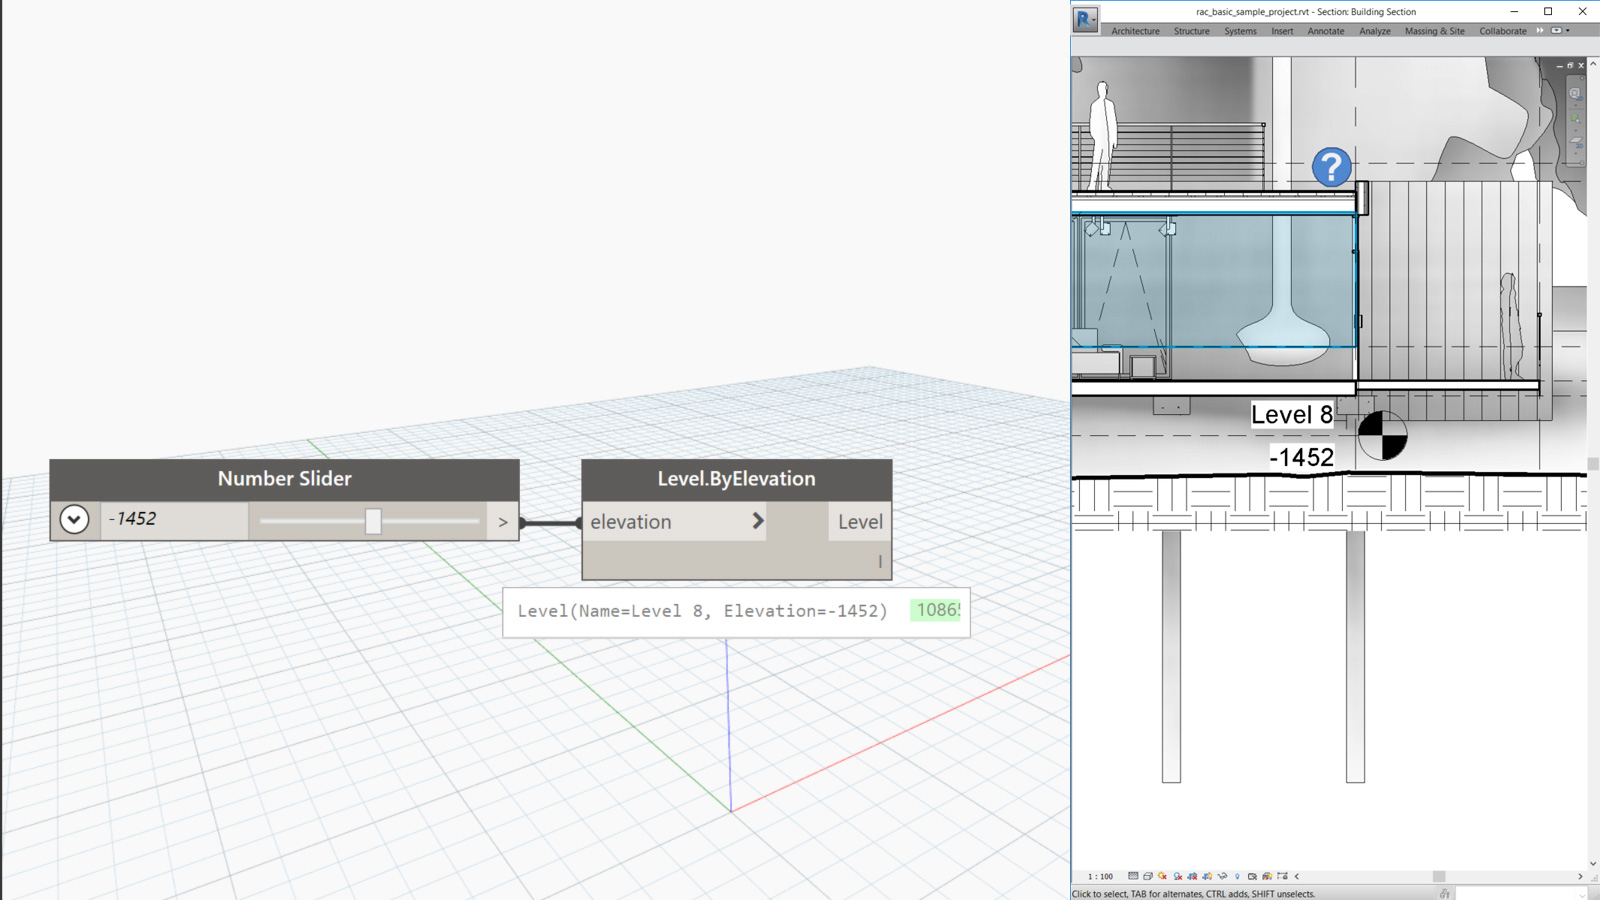 rac_basic_sample_project.rvt - Section: Building Section
R
Architecture Structure Systems Insert Annotate Analyze Massing & Site Collaborate
?
Number Slider
-1452
>
Level.ByElevation
elevation
Level
Level(Name=Level 8, Elevation=-1452)
Level 8
-1452
1 : 100
Click to select, TAB for alternates, CTRL adds, SHIFT unselects.